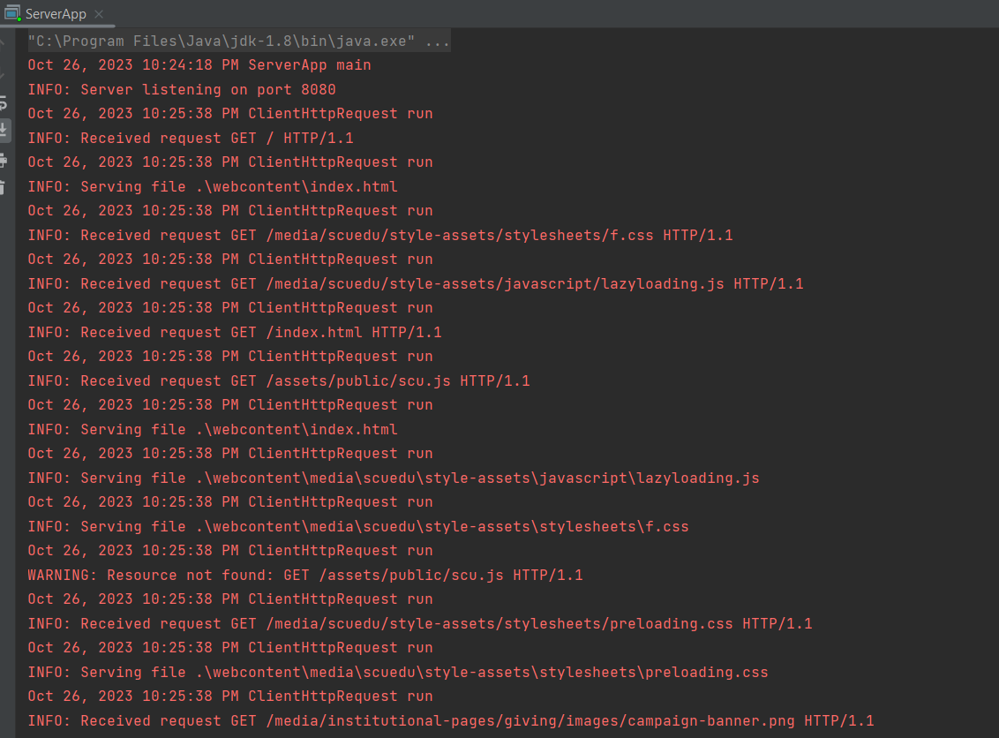 ServerApp
"C:\Program Files\Java\jdk-1.8\bin\java.exe" ...
Oct 26, 2023 10:24:18 PM ServerApp main
INFO: Server listening on port 8080
Oct 26, 2023 10:25:38 PM ClientHttpRequest run
INFO: Received request GET / HTTP/1.1
Oct 26, 2023 10:25:38 PM ClientHttpRequest run
INFO: Serving file .\webcontent\index.html
Oct 26, 2023 10:25:38 PM ClientHttpRequest run
INFO: Received request GET /media/scuedu/style-assets/stylesheets/f.css HTTP/1.1
Oct 26, 2023 10:25:38 PM ClientHttpRequest run
INFO: Received request GET /media/scuedu/style-assets/javascript/lazyloading.js HTTP/1.1
Oct 26, 2023 10:25:38 PM ClientHttpRequest run
INFO: Received request GET /index.html HTTP/1.1
Oct 26, 2023 10:25:38 PM ClientHttpRequest run
INFO: Received request GET /assets/public/scu.js HTTP/1.1
Oct 26, 2023 10:25:38 PM ClientHttpRequest run
INFO: Serving file .\webcontent\index.html
Oct 26, 2023 10:25:38 PM ClientHttpRequest run
INFO: Serving file .\webcontent\media\scuedu\style-assets\javascript\lazyloading.js
Oct 26, 2023 10:25:38 PM ClientHttpRequest run
INFO: Serving file .\webcontent\media\scuedu\style-assets\stylesheets\f.css
Oct 26, 2023 10:25:38 PM ClientHttpRequest run
WARNING: Resource not found: GET /assets/public/scu.js HTTP/1.1
Oct 26, 2023 10:25:38 PM ClientHttpRequest run
INFO: Received request GET /media/scuedu/style-assets/stylesheets/preloading.css HTTP/1.1
Oct 26, 2023 10:25:38 PM ClientHttpRequest run
INFO: Serving file .\webcontent\media\scuedu\style-assets\stylesheets\preloading.css
Oct 26, 2023 10:25:38 PM ClientHttpRequest run
INFO: Received request GET /media/institutional-pages/giving/images/campaign-banner.png HTTP/1.1